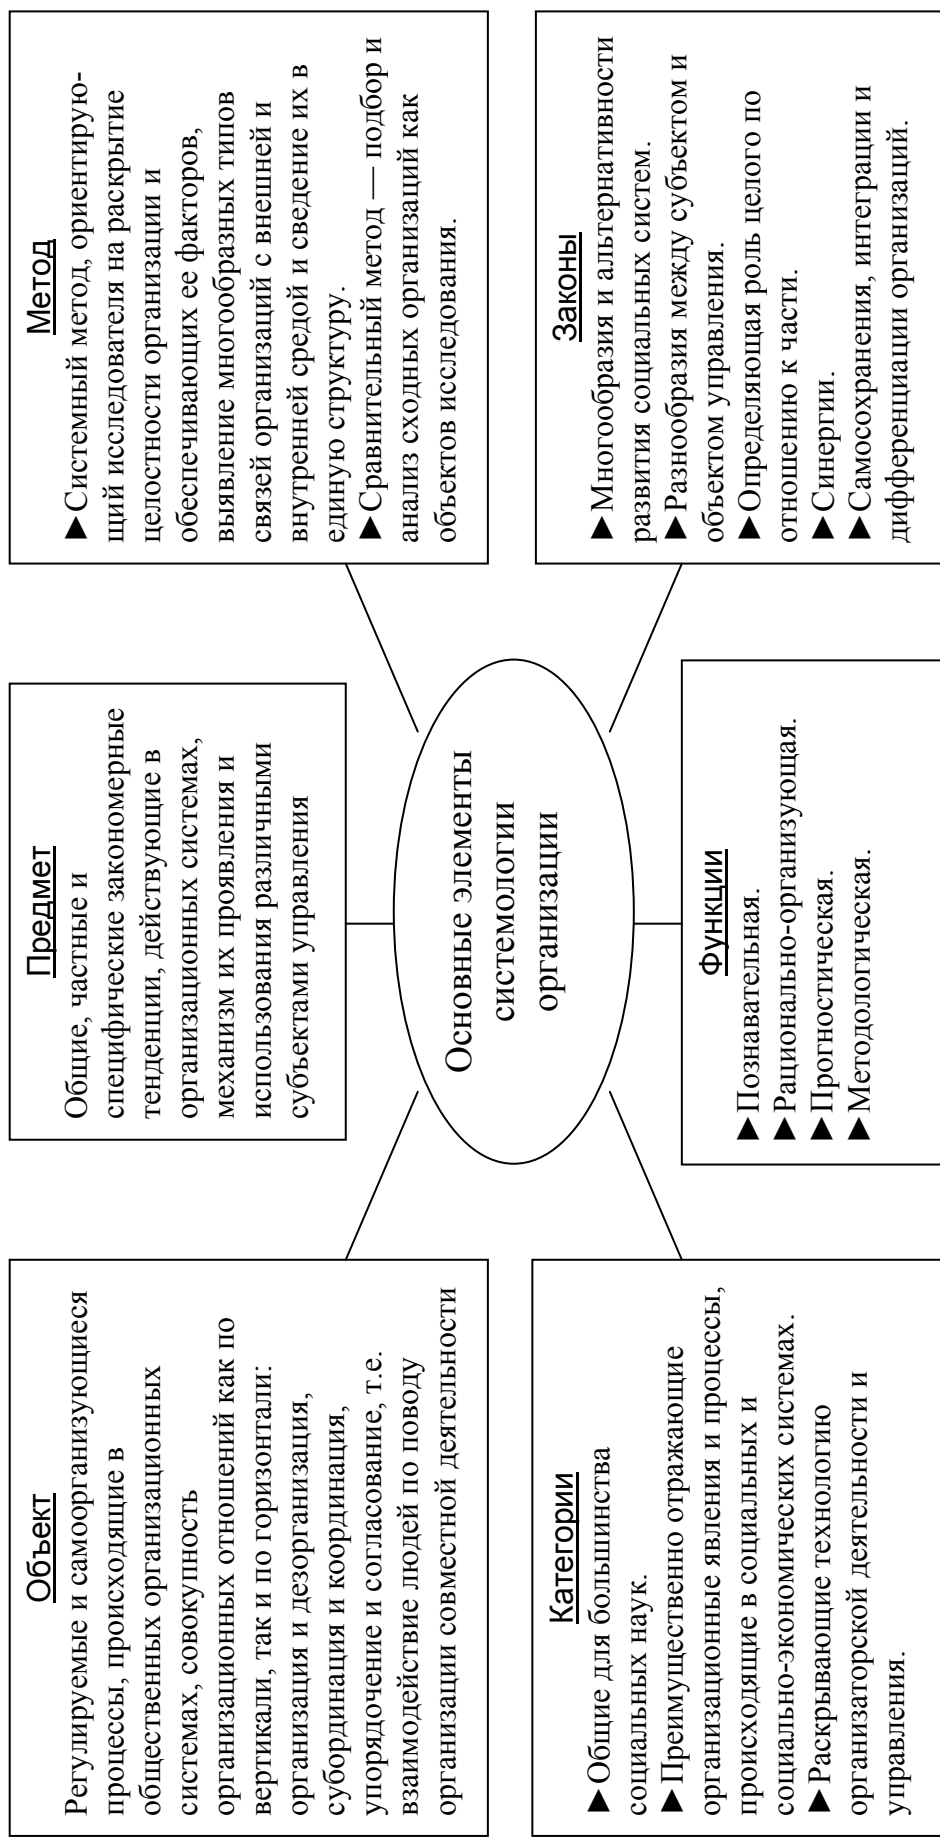 Объект
Регулируемые и самоорганизующиеся
процессы, происходящие в
общественных организационных
системах, совокупность
организационных отношений как по
вертикали, так и по горизонтали:
организация и дезорганизация,
субординация и координация,
упорядочение и согласование, т.е.
взаимодействие людей по поводу
организации совместной деятельности
Предмет
Общие, частные и
специфические закономерные
тенденции, действующие в
организационных системах,
механизм их проявления и
использования различными
субъектами управления
Метод
►Системный метод, ориентирую-
щий исследователя на раскрытие
целостности организации и
обеспечивающих ее факторов,
выявление многообразных типов
связей организаций с внешней и
внутренней средой и сведение их в
единую структуру.
►Сравнительный метод — подбор и
анализ сходных организаций как
объектов исследования.
Основные элементы
системологии
организации
Категории
►Общие для большинства
социальных наук.
►Преимущественно отражающие
организационные явления и процессы,
происходящие в социальных и
социально-экономических системах.
►Раскрывающие технологию
организаторской деятельности и
управления.
Функции
►Познавательная.
►Рационально-организующая.
►Прогностическая.
►Методологическая.
Законы
►Многообразия и альтернативности
развития социальных систем.
►Разнообразия между субъектом и
объектом управления.
►Определяющая роль целого по
отношению к части.
►Синергии.
►Самосохранения, интеграции и
дифференциации организаций.